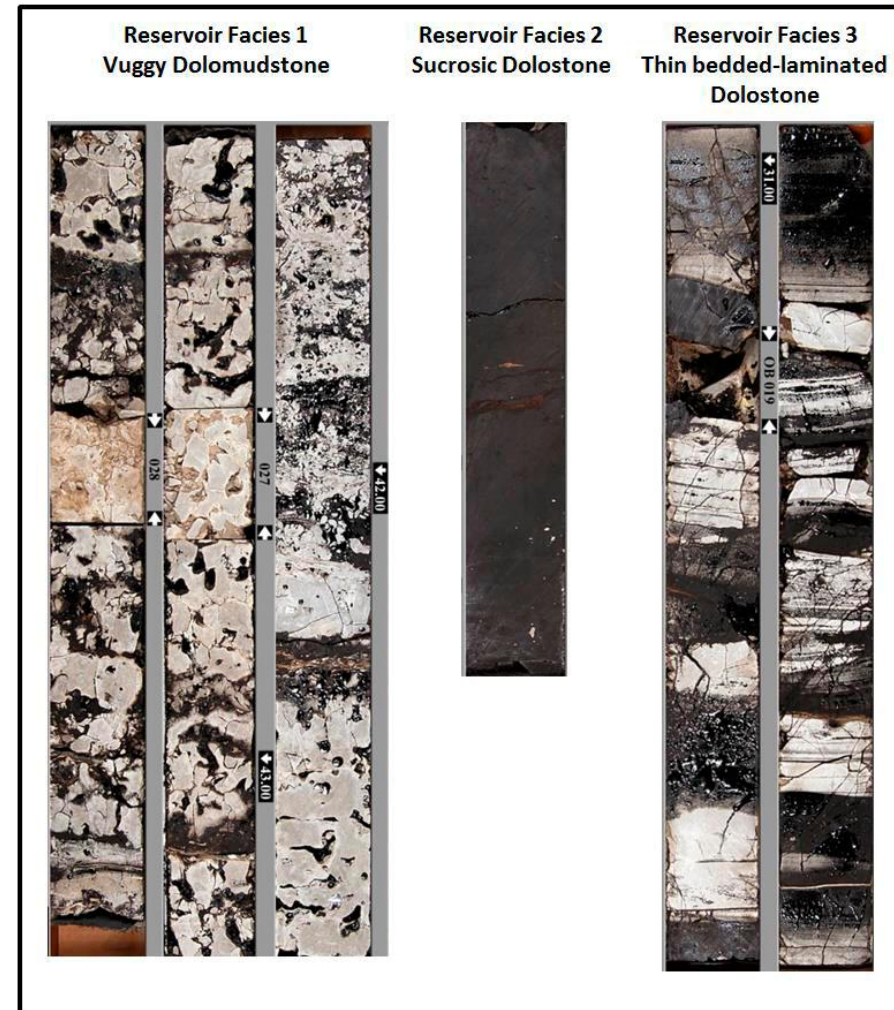 Reservoir Facies 1
Vuggy Dolomudstone
Reservoir Facies 2
Sucrosic Dolostone
Reservoir Facies 3
Thin bedded-laminated
Dolostone
028
027
42.00
43.00
31.00
OB 019